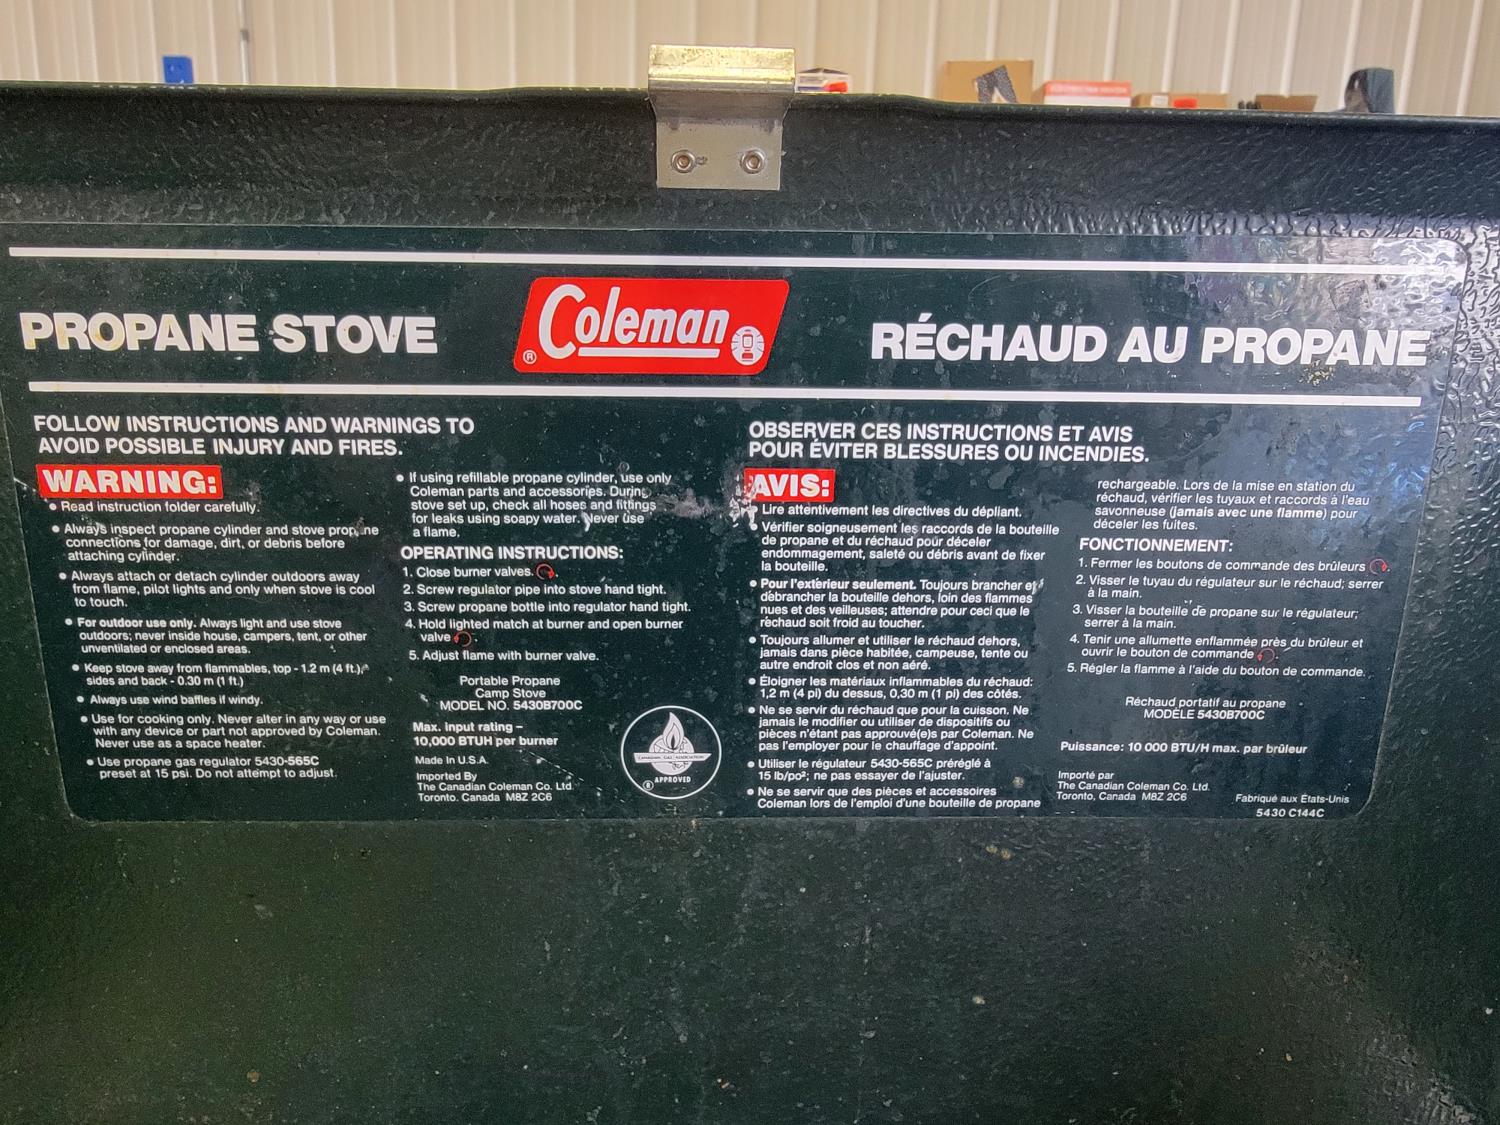 PROPANE STOVE
® Coleman
RÉCHAUD AU PROPANE
FOLLOW INSTRUCTIONS AND WARNINGS TO
AVOID POSSIBLE INJURY AND FIRES.
WARNING:
• Read instruction folder carefully.
• Always inspect propane cylinder and stove propane
connections for damage, dirt, or debris before
attaching cylinder.
• Always attach or detach cylinder outdoors away
from flame, pilot lights and only when stove is cool
to touch.
• For outdoor use only. Always light and use stove
outdoors; never inside house, campers, tent, or other
unventilated or enclosed areas.
• Keep stove away from flammables, top - 1.2 m (4 ft.),
sides and back - 0.30 m (1 ft.)
• Always use wind baffles if windy.
• Use for cooking only. Never alter in any way or use
with any device or part not approved by Coleman.
Never use as a space heater.
• Use propane gas regulator 5430-565C
preset at 15 psi. Do not attempt to adjust.
• If using refillable propane cylinder, use only
Coleman parts and accessories. During
stove set up, check all hoses and fittings
for leaks using soapy water. Never use
a flame.
OPERATING INSTRUCTIONS:
1. Close burner valves.
2. Screw regulator pipe into stove hand tight.
3. Screw propane bottle into regulator hand tight.
4. Hold lighted match at burner and open burner
valve .
5. Adjust flame with burner valve.
Portable Propane
Camp Stove
MODEL NO. 5430B700C
Max. input rating –
10,000 BTUH per burner
Made In U.S.A.
Imported By
The Canadian Coleman Co. Ltd.
Toronto, Canada M8Z 2C6
CANADIAN GAS ASSOCIATION
APPROVED
®
OBSERVER CES INSTRUCTIONS ET AVIS
POUR ÉVITER BLESSURES OU INCENDIES.
AVIS:
• Lire attentivement les directives du dépliant.
• Vérifier soigneusement les raccords de la bouteille
de propane et du réchaud pour déceler
endommagement, saleté ou débris avant de fixer
la bouteille.
• Pour l'extérieur seulement. Toujours brancher et
débrancher la bouteille dehors, loin des flammes
nues et des veilleuses; attendre pour ceci que le
réchaud soit froid au toucher.
• Toujours allumer et utiliser le réchaud dehors,
jamais dans pièce habitée, campeuse, tente ou
autre endroit clos et non aéré.
• Éloigner les matériaux inflammables du réchaud:
1,2 m (4 pi) du dessus, 0,30 m (1 pi) des côtés.
• Ne se servir du réchaud que pour la cuisson. Ne
jamais le modifier ou utiliser de dispositifs ou
pièces n'étant pas approuvé(e)s par Coleman. Ne
pas l'employer pour le chauffage d'appoint.
• Utiliser le régulateur 5430-565C préréglé à
15 lb/po²; ne pas essayer de l'ajuster.
• Ne se servir que des pièces et accessoires
Coleman lors de l'emploi d'une bouteille de propane
rechargeable. Lors de la mise en station du
réchaud, vérifier les tuyaux et raccords à l'eau
savonneuse (jamais avec une flamme) pour
déceler les fuites.
FONCTIONNEMENT:
1. Fermer les boutons de commande des brûleurs .
2. Visser le tuyau du régulateur sur le réchaud; serrer
à la main.
3. Visser la bouteille de propane sur le régulateur;
serrer à la main.
4. Tenir une allumette enflammée près du brûleur et
ouvrir le bouton de commande .
5. Régler la flamme à l'aide du bouton de commande.
Réchaud portatif au propane
MODÈLE 5430B700C
Puissance: 10 000 BTU/H max. par brûleur
Importé par
The Canadian Coleman Co. Ltd.
Toronto, Canada M8Z 2C6
Fabriqué aux États-Unis
5430 C144C